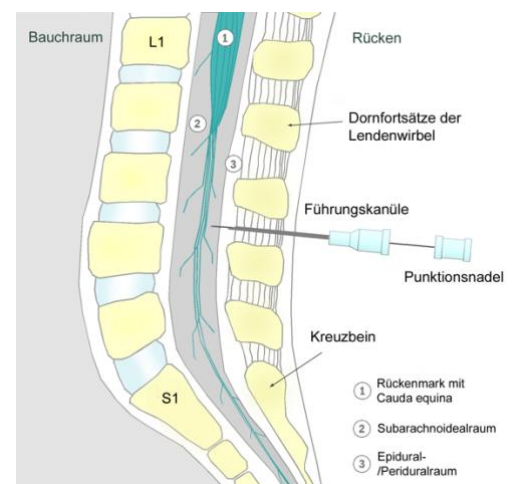 Bauchraum
L1
1
Rücken
2
Dornfortsätze der
Lendenwirbel
3
Führungskanüle
Punktionsnadel
Kreuzbein
S1
1 Rückenmark mit
Cauda equina
2 Subarachnoidealraum
3 Epidural-
/Periduralraum